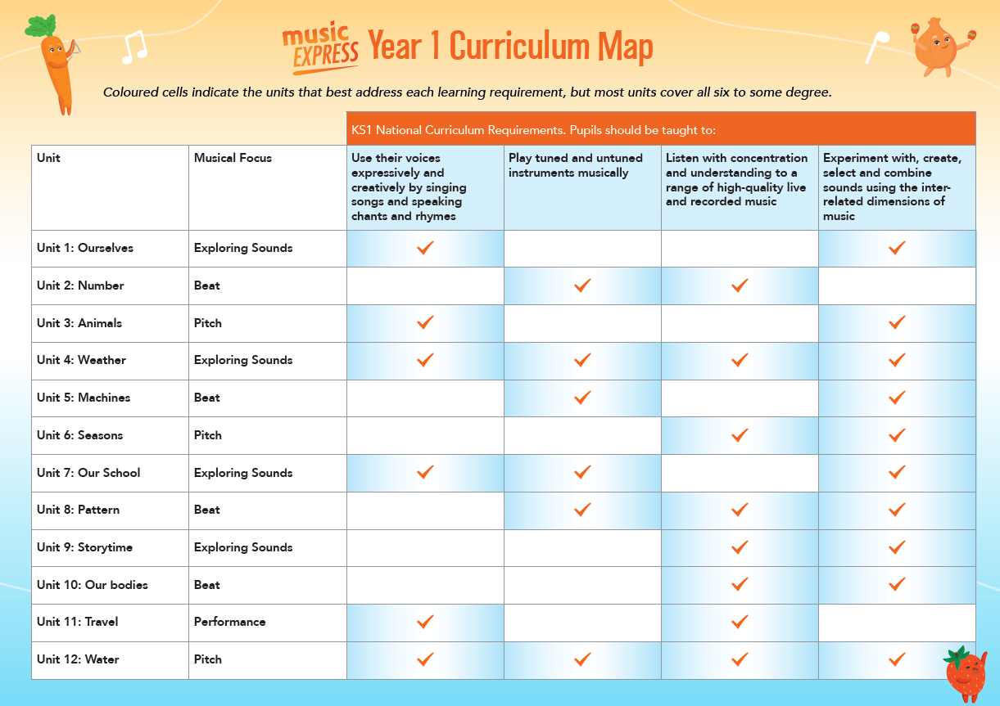 music EXPRESS Year 1 Curriculum Map
Coloured cells indicate the units that best address each learning requirement, but most units cover all six to some degree.
KS1 National Curriculum Requirements. Pupils should be taught to:
Unit
Musical Focus
Use their voices
expressively and
creatively by singing
songs and speaking
chants and rhymes
Play tuned and untuned
instruments musically
Listen with concentration
and understanding to a
range of high-quality live
and recorded music
Experiment with, create,
select and combine
sounds using the inter-
related dimensions of
music
Unit 1: Ourselves Exploring Sounds ✓ ✓
Unit 2: Number Beat ✓ ✓
Unit 3: Animals Pitch ✓ ✓
Unit 4: Weather Exploring Sounds ✓ ✓ ✓ ✓
Unit 5: Machines Beat ✓ ✓
Unit 6: Seasons Pitch ✓ ✓
Unit 7: Our School Exploring Sounds ✓ ✓ ✓
Unit 8: Pattern Beat ✓ ✓ ✓
Unit 9: Storytime Exploring Sounds ✓ ✓
Unit 10: Our bodies Beat ✓ ✓
Unit 11: Travel Performance ✓ ✓
Unit 12: Water Pitch ✓ ✓ ✓ ✓